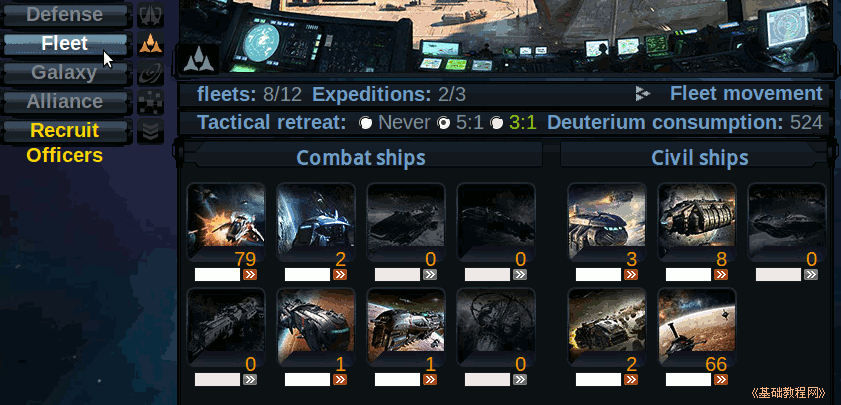 Defense
Fleet
Galaxy
Alliance
Recruit
Officers
fleets: 8/12 Expeditions: 2/3 Fleet movement
Tactical retreat: Never 5:1 3:1 Deuterium consumption: 524
Combat ships Civil ships
79 2 0 0 3 8 0
0 1 1 0 2 66
《基础教程网》